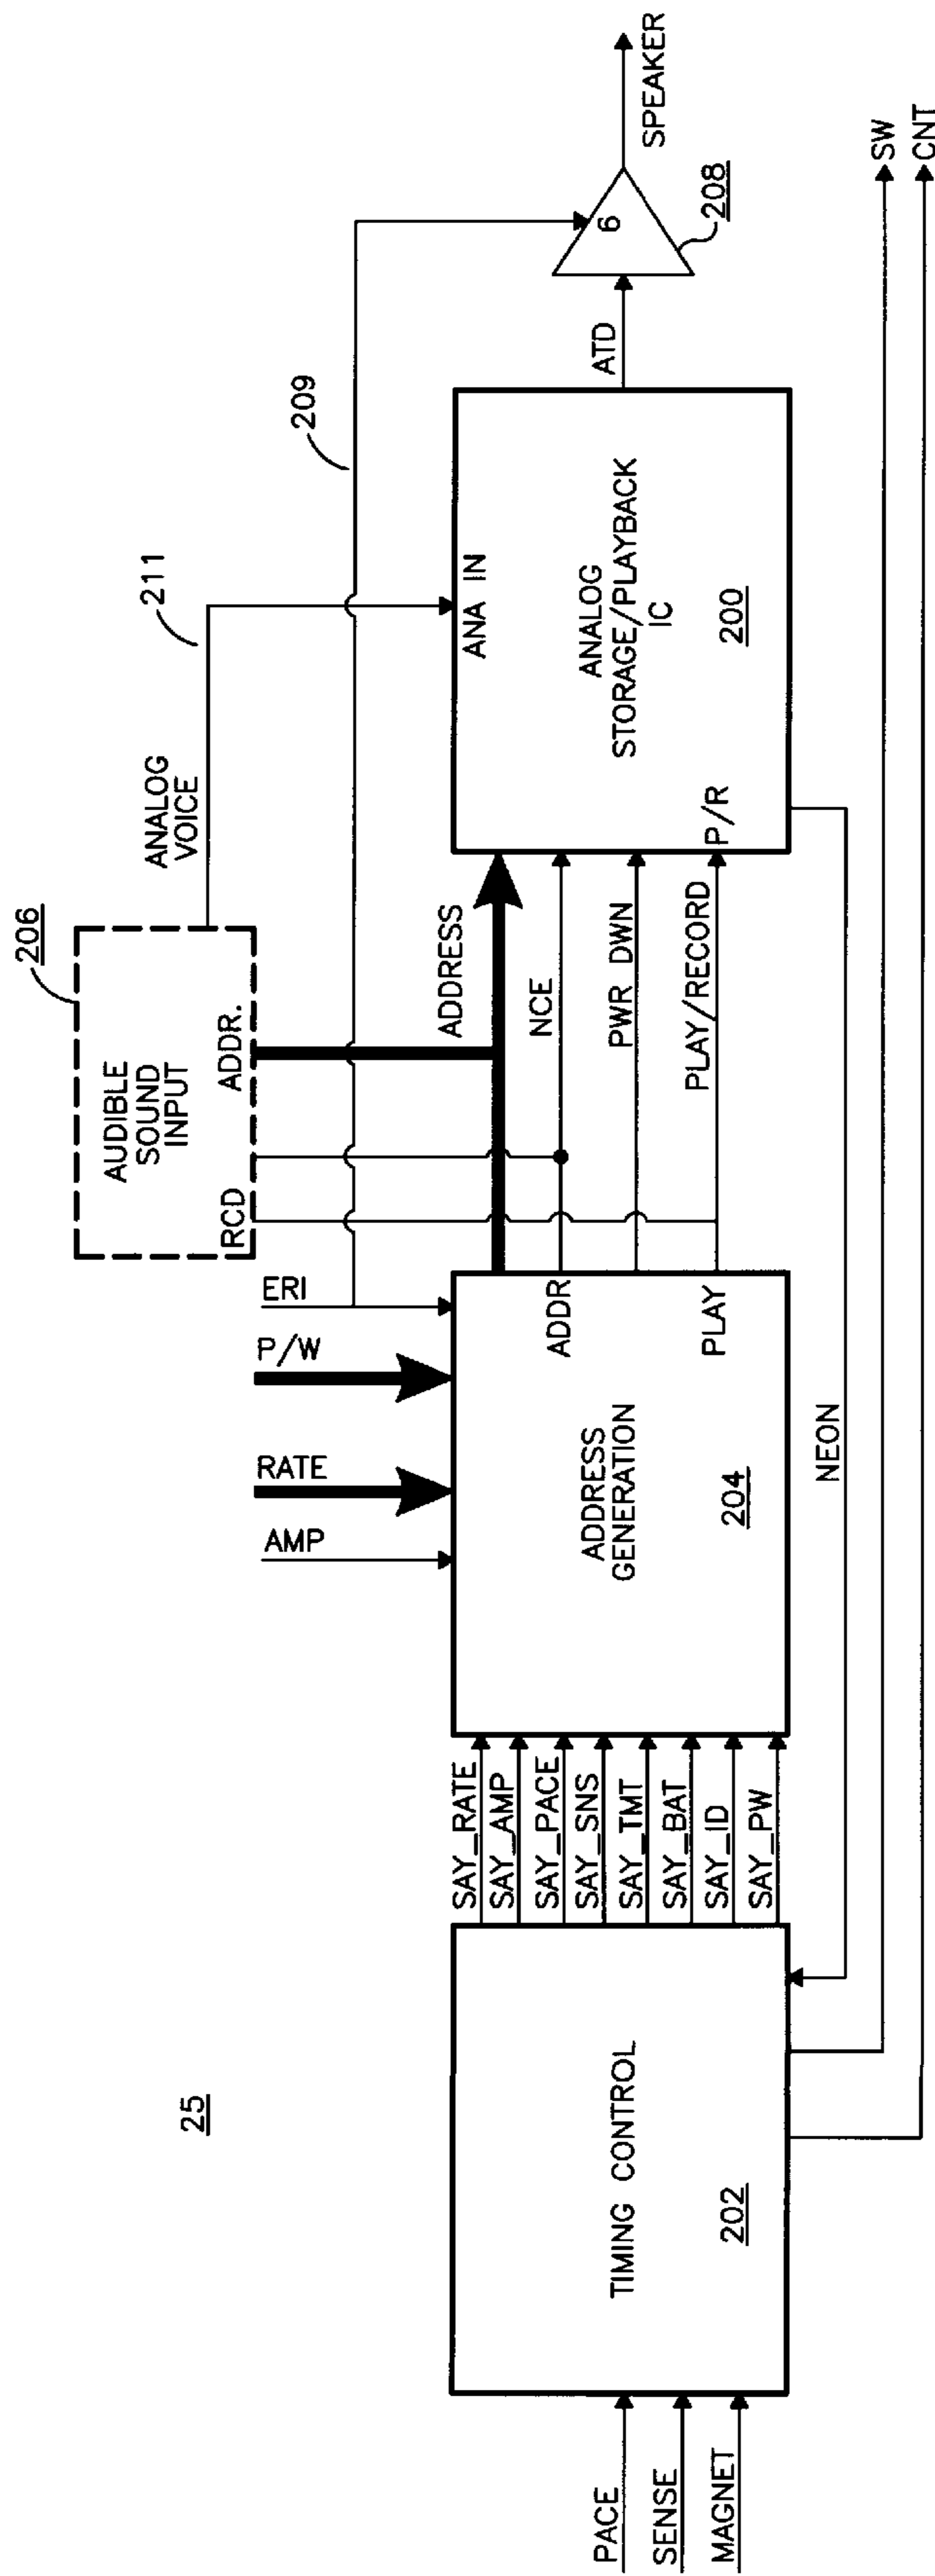 25
PACE
SENSE
MAGNET
TIMING CONTROL
202
SAY_RATE
SAY_AMP
SAY_PACE
SAY_SNS
SAY_TMT
SAY_BAT
SAY_ID
SAY_PW
AMP
RATE
P/W
ERI
ADDRESS
GENERATION
204
ADDR
PLAY
206
AUDIBLE
SOUND
INPUT
RCD
ADDR.
ANALOG
VOICE
211
209
ADDRESS
NCE
PWR DWN
PLAY/RECORD
ANA IN
ANALOG
STORAGE/PLAYBACK
IC
200
P/R
ATD
6
208
SPEAKER
NEON
SW
CNT